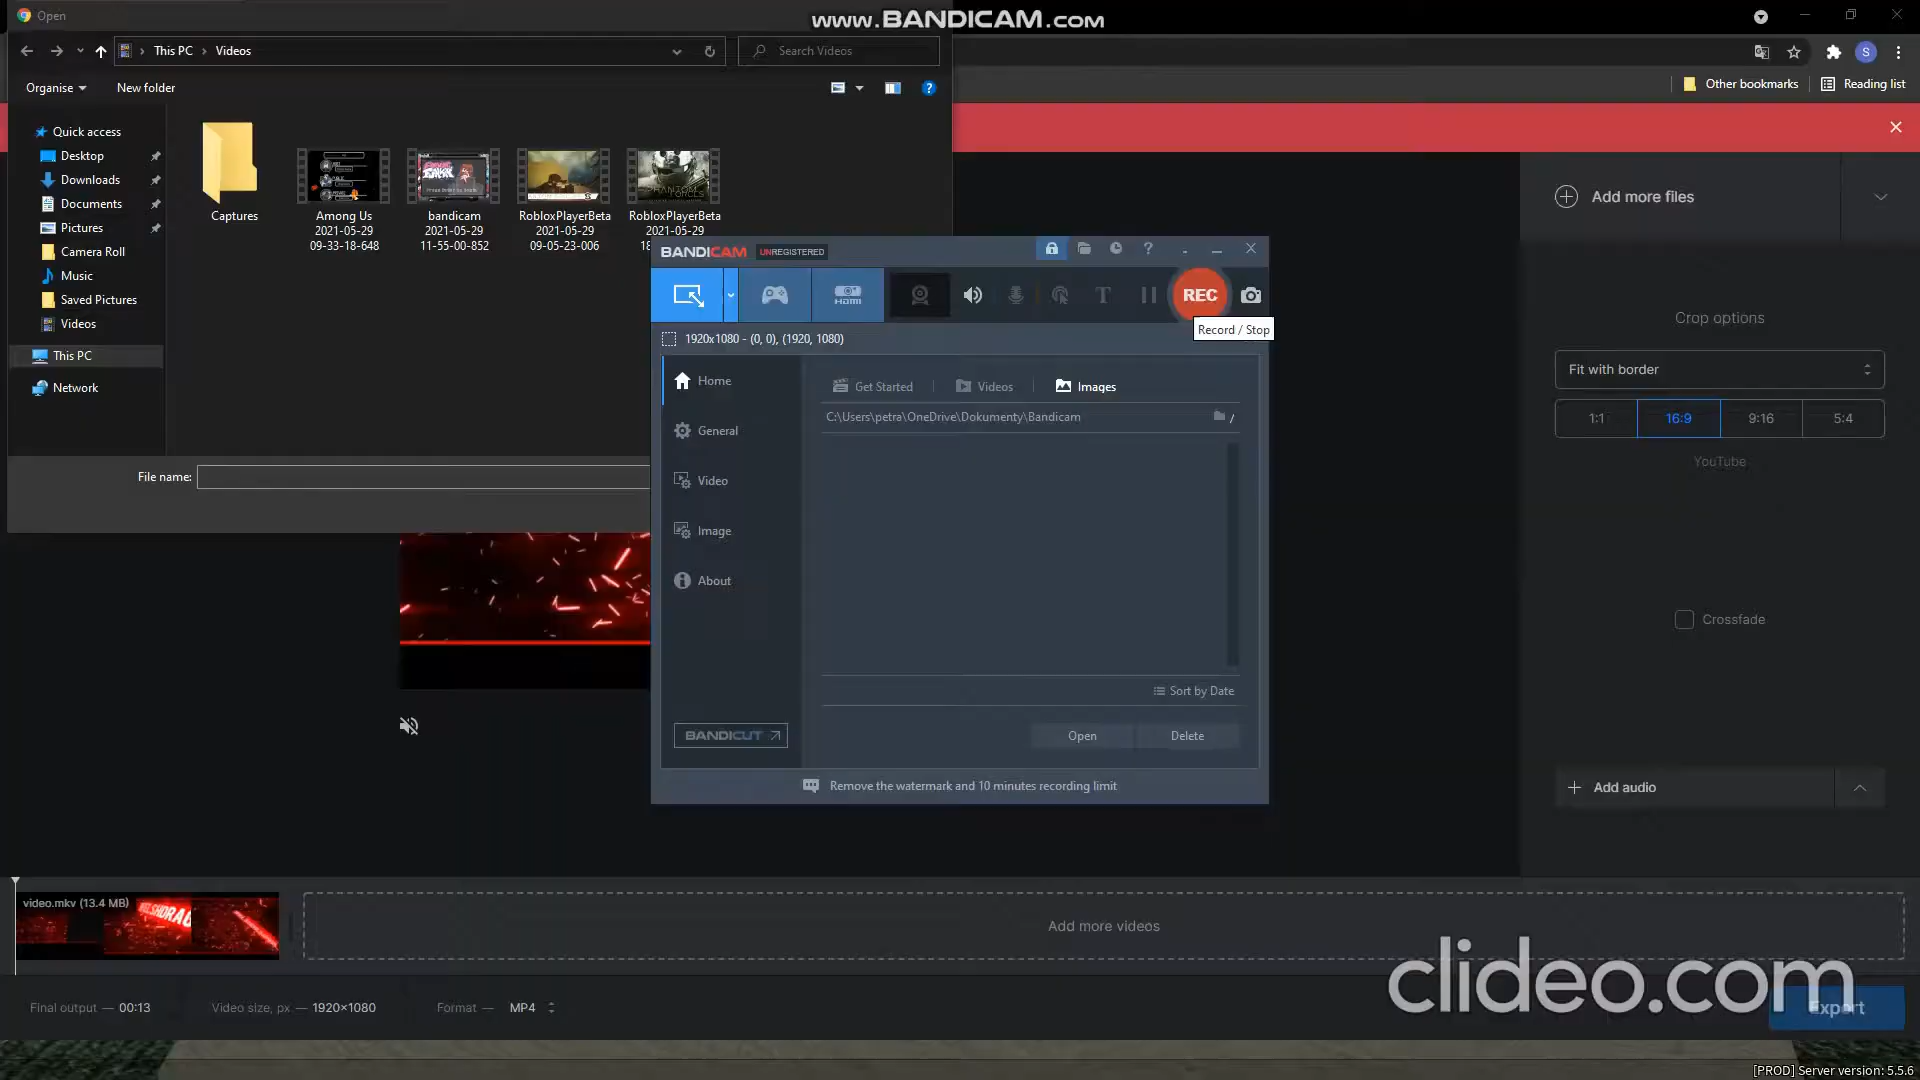 Open
www.BANDICAM.com
This PC
Videos
Search Videos
Organise
New folder
Other bookmarks
Reading list
S
Quick access
Desktop
Downloads
Documents
Pictures
Camera Roll
Music
Saved Pictures
Videos
This PC
Network
Captures
Among Us
2021-05-29
09-33-18-648
bandicam
2021-05-29
11-55-00-852
RobloxPlayerBeta
2021-05-29
09-05-23-006
RobloxPlayerBeta
2021-05-29
File name:
BANDICAM UNREGISTERED
HDMI
T
REC
Record / Stop
1920x1080 - (0, 0), (1920, 1080)
Home
General
Video
Image
About
BANDICUT
Get Started
Videos
Images
C:\Users\petra\OneDrive\Dokumenty\Bandicam
Sort by Date
Open
Delete
Remove the watermark and 10 minutes recording limit
Add more files
Crop options
Fit with border
1:1
16:9
9:16
5:4
YouTube
Crossfade
Add audio
video.mkv (13.4 MB)
Add more videos
Final output — 00:13
Video size, px — 1920×1080
Format — MP4
clideo.com
Export
[PROD] Server version: 5.5.6